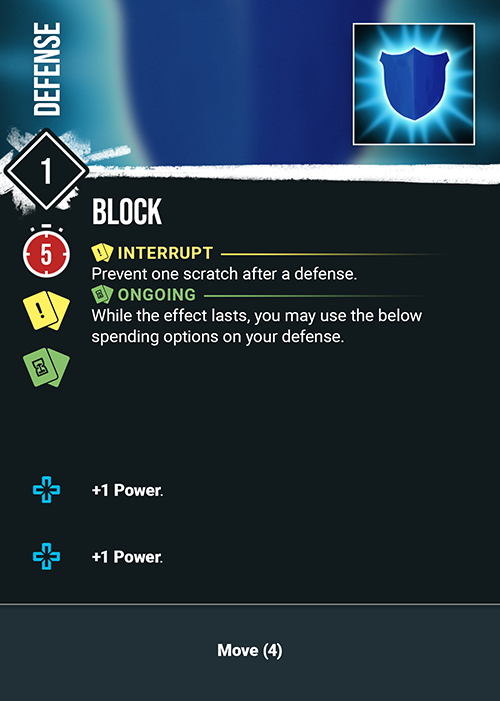 DEFENSE
1
BLOCK
5
! INTERRUPT
Prevent one scratch after a defense.
ONGOING
!
While the effect lasts, you may use the below
spending options on your defense.
+1 Power.
+1 Power.
Move (4)